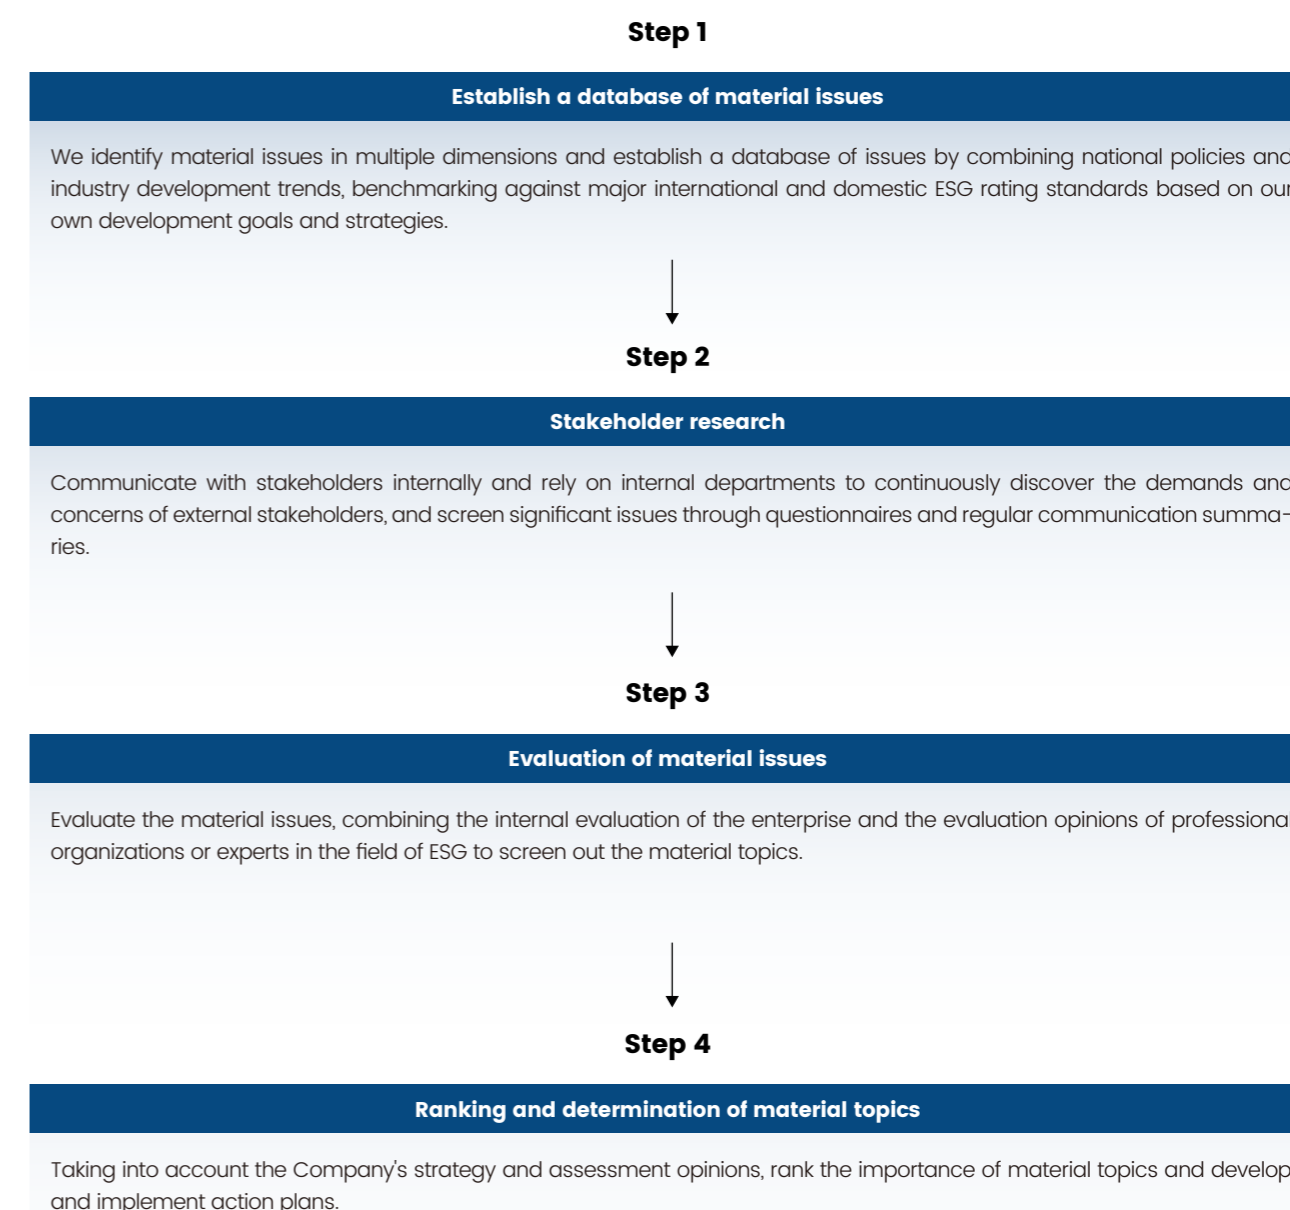 Step 1
Establish a database of material issues
We identify material issues in multiple dimensions and establish a database of issues by combining national policies and
industry development trends, benchmarking against major international and domestic ESG rating standards based on our
own development goals and strategies.
Step 2
Stakeholder research
Communicate with stakeholders internally and rely on internal departments to continuously discover the demands and
concerns of external stakeholders, and screen significant issues through questionnaires and regular communication summa-
ries.
Step 3
Evaluation of material issues
Evaluate the material issues, combining the internal evaluation of the enterprise and the evaluation opinions of professional
organizations or experts in the field of ESG to screen out the material topics.
Step 4
Ranking and determination of material topics
Taking into account the Company's strategy and assessment opinions, rank the importance of material topics and develop
and implement action plans.